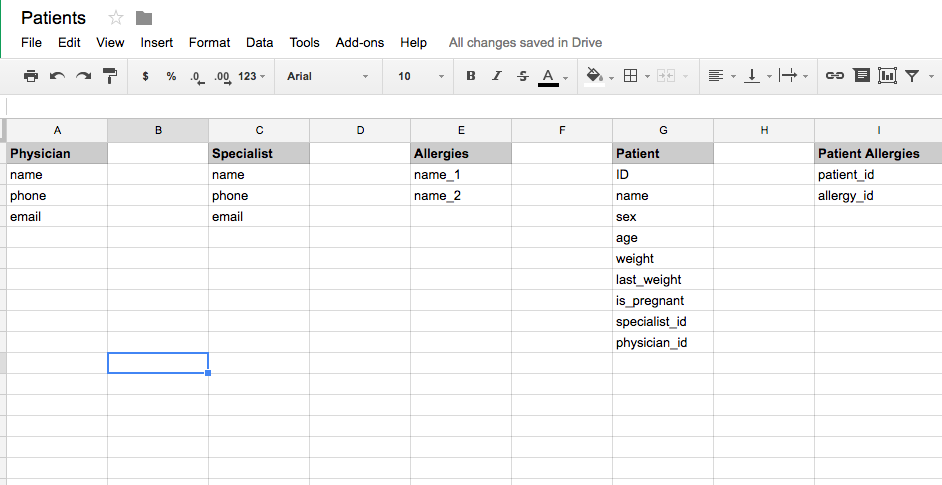 Patients
File Edit View Insert Format Data Tools Add-ons Help All changes saved in Drive
$ % .0 .00 123 Arial 10 B I S A
A B C D E F G H I
Physician Specialist Allergies Patient Patient Allergies
name name name_1 ID patient_id
phone phone name_2 name allergy_id
email email sex
age
weight
last_weight
is_pregnant
specialist_id
physician_id